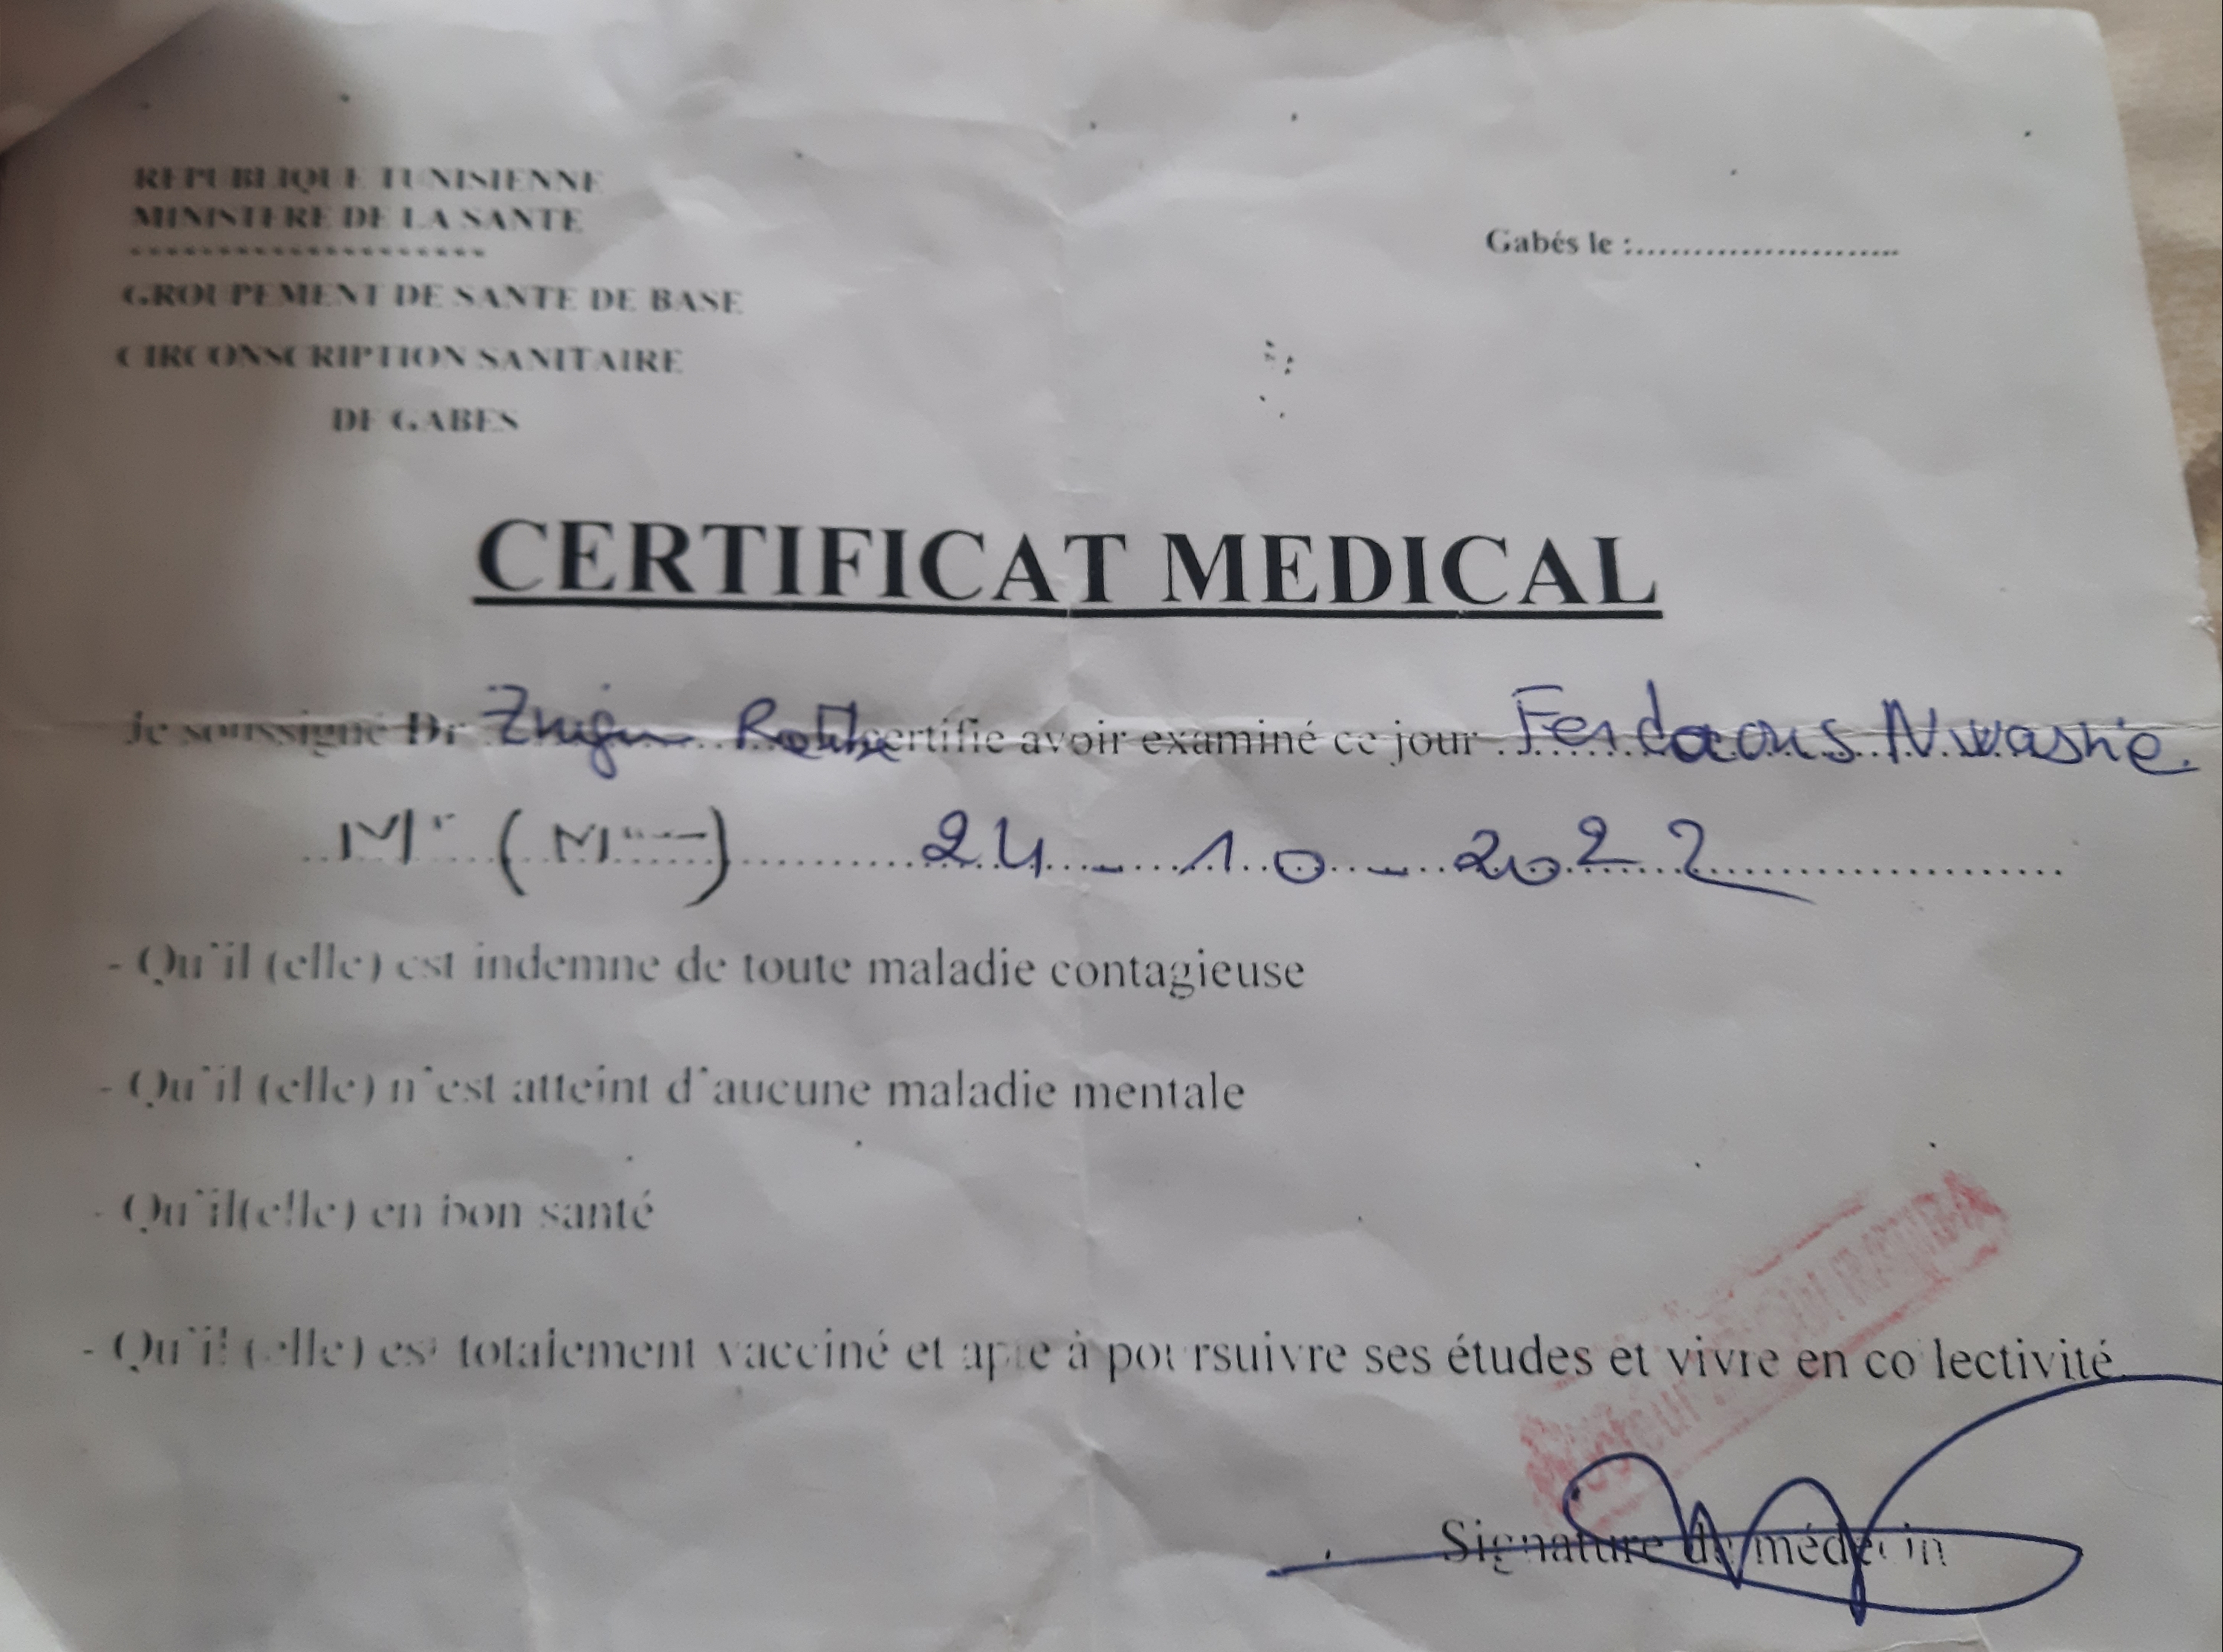 REPUBLIQUE TUNISIENNE
MINISTERE DE LA SANTE
Gabés le :........................
GROUPEMENT DE SANTE DE BASE
CIRCONSCRIPTION SANITAIRE
DE GABES
CERTIFICAT MEDICAL
Je soussigné Dr certifie avoir examiné ce jour Ferdaous
Mr (M 24-10-2022
- Qu'il (elle) est indemne de toute maladie contagieuse
- Qu'il (elle) n'est atteint d'aucune maladie mentale
- Qu'il(elle) en bon santé
- Qu'il (elle) est totalement vacciné et apte à poursuivre ses études et vivre en collectivité.
Docteur
Signature du médecin